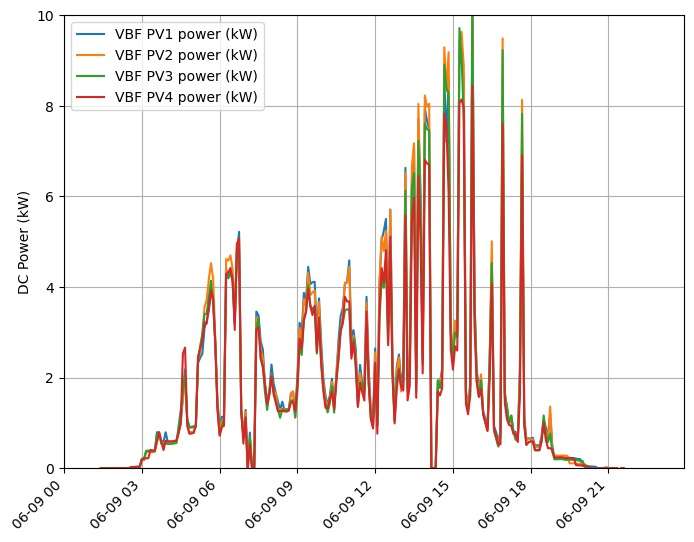 10
VBF PV1 power (kW)
VBF PV2 power (kW)
VBF PV3 power (kW)
VBF PV4 power (kW)
8
6
4
2
0
DC Power (kW)
06-09 00
06-09 03
06-09 06
06-09 09
06-09 12
06-09 15
06-09 18
06-09 21